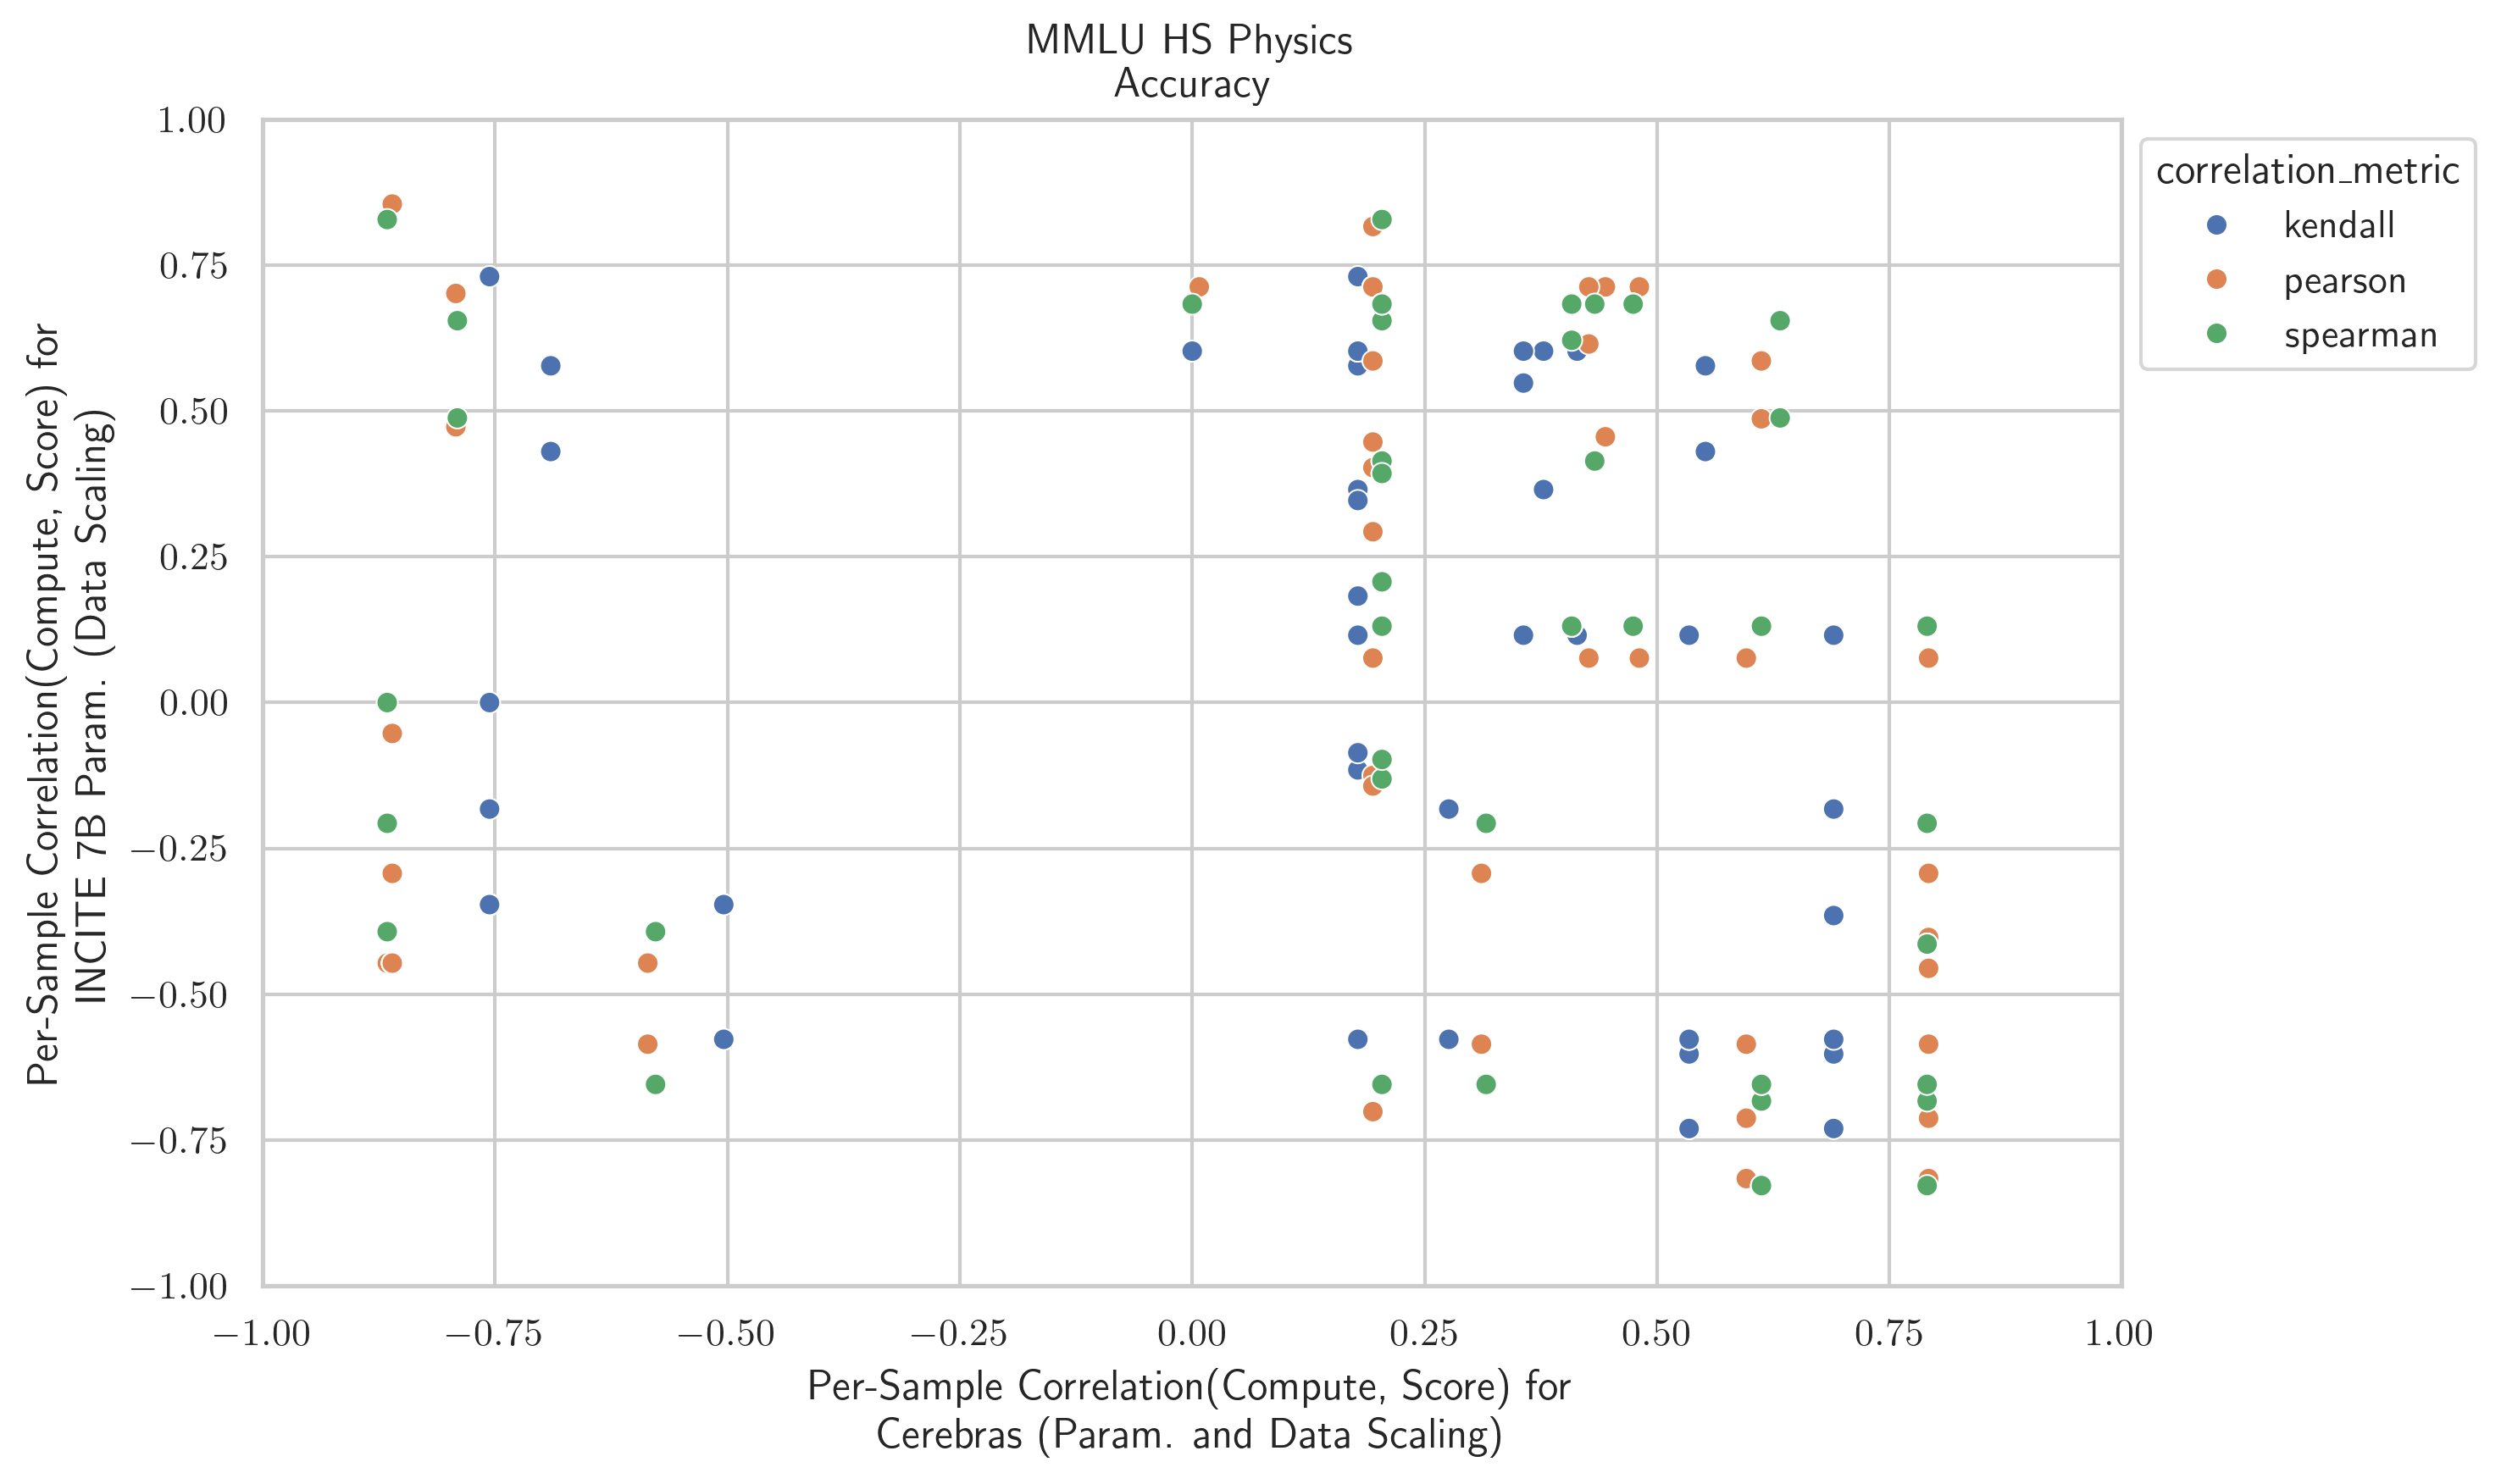 MMLU HS Physics
Accuracy
Per-Sample Correlation(Compute, Score) for
INCITE 7B Param. (Data Scaling)
1.00
0.75
0.50
0.25
0.00
−0.25
−0.50
−0.75
−1.00
−1.00 −0.75 −0.50 −0.25 0.00 0.25 0.50 0.75 1.00
Per-Sample Correlation(Compute, Score) for
Cerebras (Param. and Data Scaling)
correlation_metric
kendall
pearson
spearman